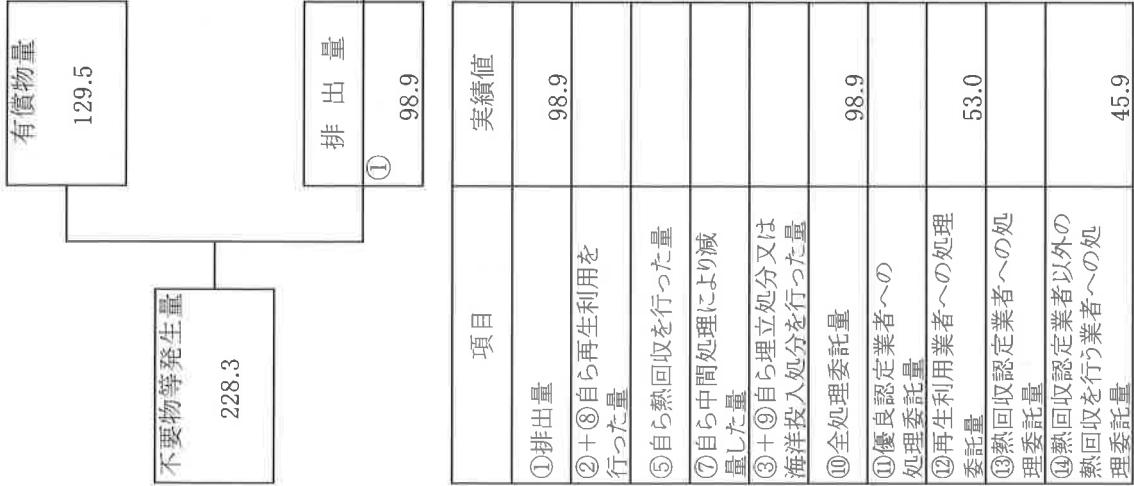 不要物等発生量
228.3
有償物量
129.5
排 出 量
①
98.9
項目
実績値
①排出量
98.9
②+⑧自ら再生利用を
行った量
⑤自ら熱回収を行った量
⑦自ら中間処理により減
量した量
③+⑨自ら埋立処分又は
海洋投入処分を行った量
⑩全処理委託量
98.9
⑪優良認定業者への
処理委託量
⑫再生利用業者への処理
委託量
53.0
⑬熱回収認定業者への処
理委託量
⑭熱回収認定業者以外の
熱回収を行う業者への処
理委託量
45.9